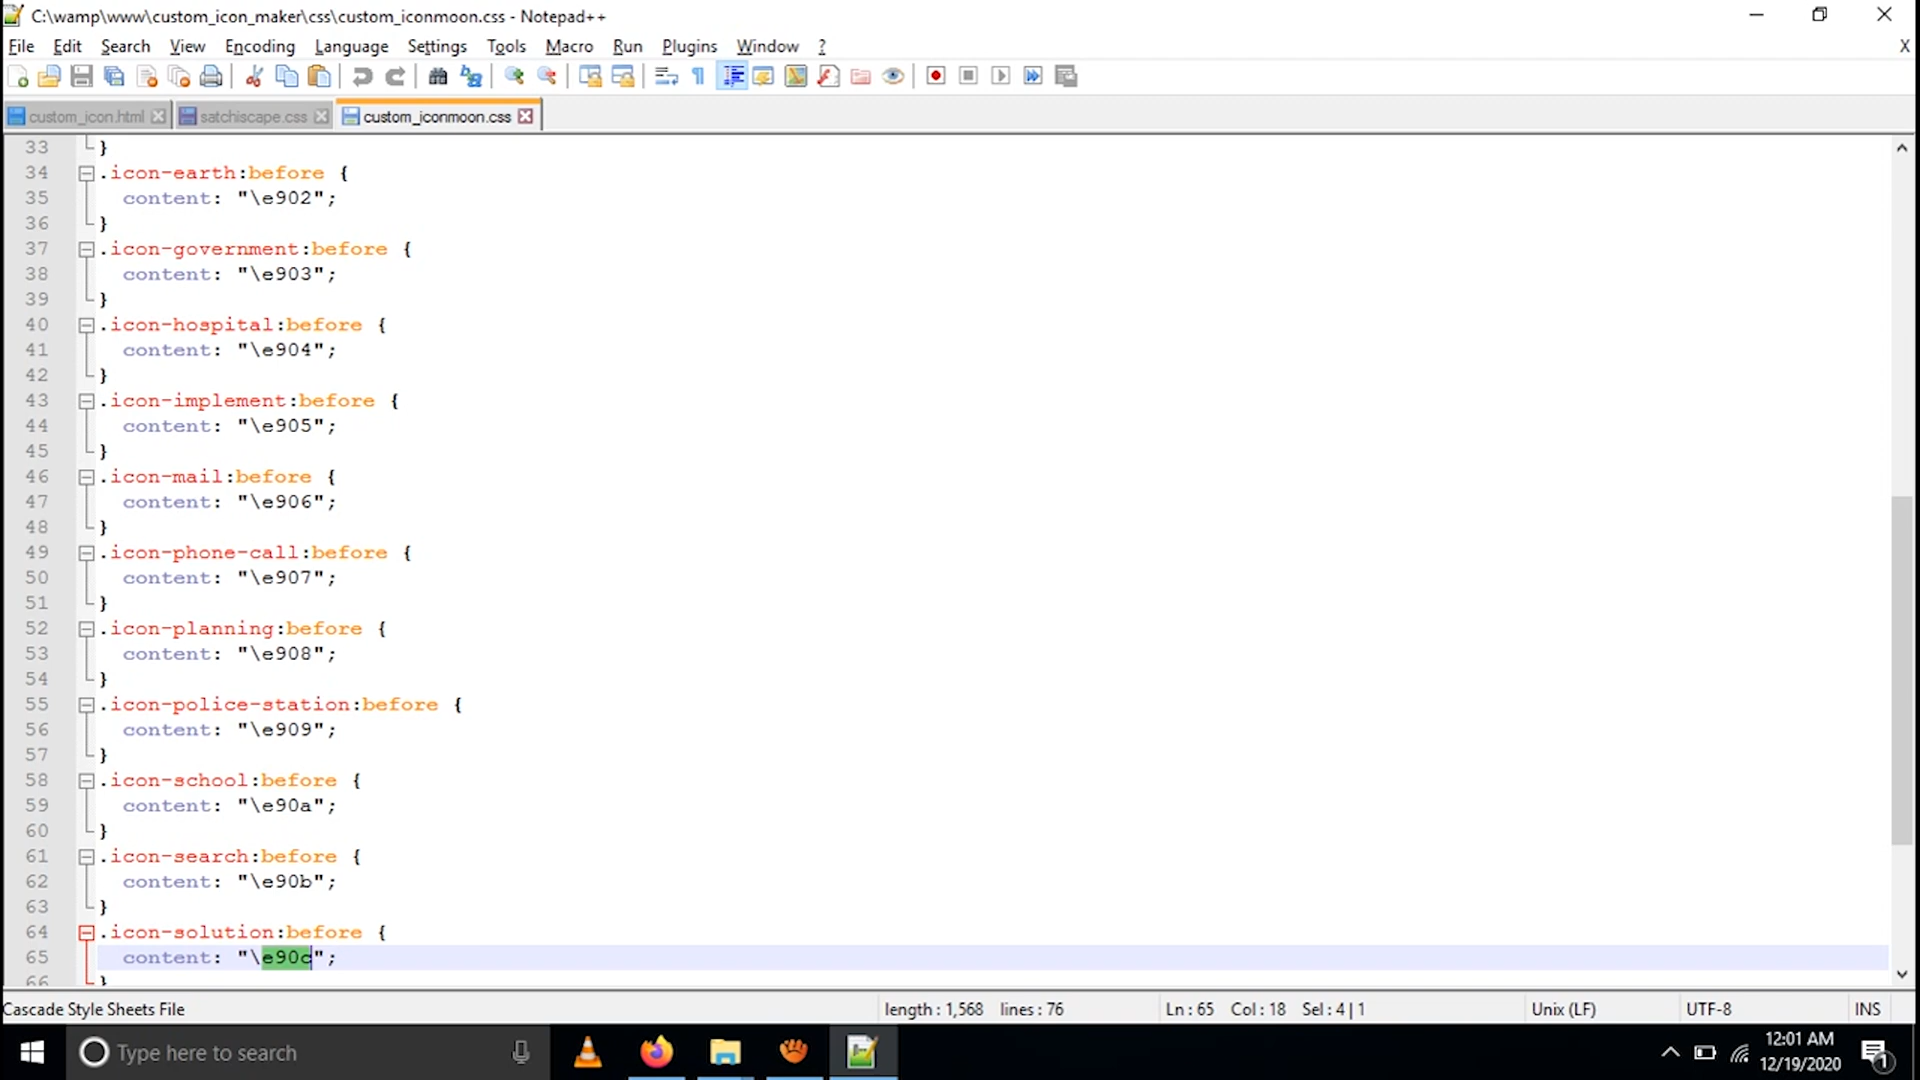 C:\wamp\www\custom_icon_maker\css\custom_iconmoon.css - Notepad++
File Edit Search View Encoding Language Settings Tools Macro Run Plugins Window ? X
custom_icon.html satchiscape.css custom_iconmoon.css
33 }
34 .icon-earth:before {
35 content: "\e902";
36 }
37 .icon-government:before {
38 content: "\e903";
39 }
40 .icon-hospital:before {
41 content: "\e904";
42 }
43 .icon-implement:before {
44 content: "\e905";
45 }
46 .icon-mail:before {
47 content: "\e906";
48 }
49 .icon-phone-call:before {
50 content: "\e907";
51 }
52 .icon-planning:before {
53 content: "\e908";
54 }
55 .icon-police-station:before {
56 content: "\e909";
57 }
58 .icon-school:before {
59 content: "\e90a";
60 }
61 .icon-search:before {
62 content: "\e90b";
63 }
64 .icon-solution:before {
65 content: "\e90c";
66 }
Cascade Style Sheets File length : 1,568 lines : 76 Ln : 65 Col : 18 Sel : 4 | 1 Unix (LF) UTF-8 INS
Type here to search 12:01 AM
12/19/2020 1